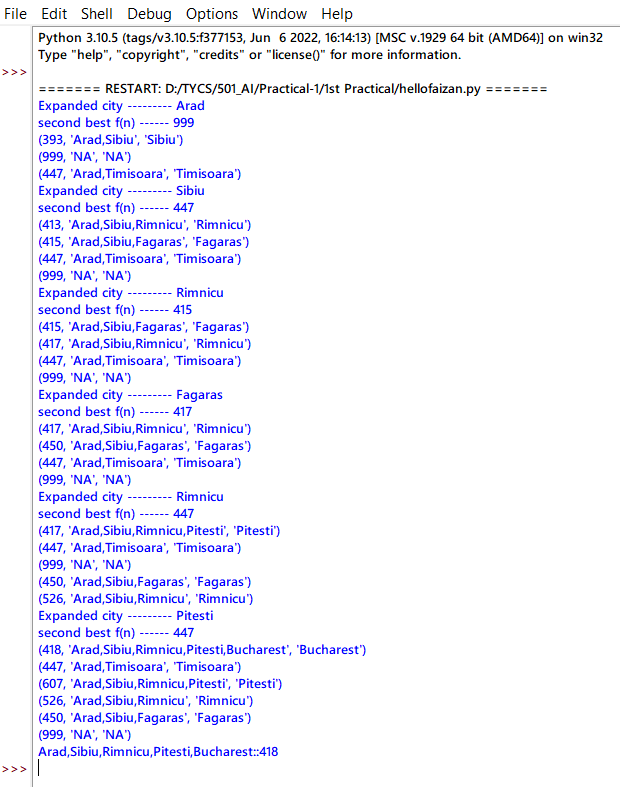 File Edit Shell Debug Options Window Help
Python 3.10.5 (tags/v3.10.5:f377153, Jun  6 2022, 16:14:13) [MSC v.1929 64 bit (AMD64)] on win32
Type "help", "copyright", "credits" or "license()" for more information.
>>>
======= RESTART: D:/TYCS/501_AI/Practical-1/1st Practical/hellofaizan.py =======
Expanded city --------- Arad
second best f(n) ------ 999
(393, 'Arad,Sibiu', 'Sibiu')
(999, 'NA', 'NA')
(447, 'Arad,Timisoara', 'Timisoara')
Expanded city --------- Sibiu
second best f(n) ------ 447
(413, 'Arad,Sibiu,Rimnicu', 'Rimnicu')
(415, 'Arad,Sibiu,Fagaras', 'Fagaras')
(447, 'Arad,Timisoara', 'Timisoara')
(999, 'NA', 'NA')
Expanded city --------- Rimnicu
second best f(n) ------ 415
(415, 'Arad,Sibiu,Fagaras', 'Fagaras')
(417, 'Arad,Sibiu,Rimnicu', 'Rimnicu')
(447, 'Arad,Timisoara', 'Timisoara')
(999, 'NA', 'NA')
Expanded city --------- Fagaras
second best f(n) ------ 417
(417, 'Arad,Sibiu,Rimnicu', 'Rimnicu')
(450, 'Arad,Sibiu,Fagaras', 'Fagaras')
(447, 'Arad,Timisoara', 'Timisoara')
(999, 'NA', 'NA')
Expanded city --------- Rimnicu
second best f(n) ------ 447
(417, 'Arad,Sibiu,Rimnicu,Pitesti', 'Pitesti')
(447, 'Arad,Timisoara', 'Timisoara')
(999, 'NA', 'NA')
(450, 'Arad,Sibiu,Fagaras', 'Fagaras')
(526, 'Arad,Sibiu,Rimnicu', 'Rimnicu')
Expanded city --------- Pitesti
second best f(n) ------ 447
(418, 'Arad,Sibiu,Rimnicu,Pitesti,Bucharest', 'Bucharest')
(447, 'Arad,Timisoara', 'Timisoara')
(607, 'Arad,Sibiu,Rimnicu,Pitesti', 'Pitesti')
(526, 'Arad,Sibiu,Rimnicu', 'Rimnicu')
(450, 'Arad,Sibiu,Fagaras', 'Fagaras')
(999, 'NA', 'NA')
Arad,Sibiu,Rimnicu,Pitesti,Bucharest::418
>>>